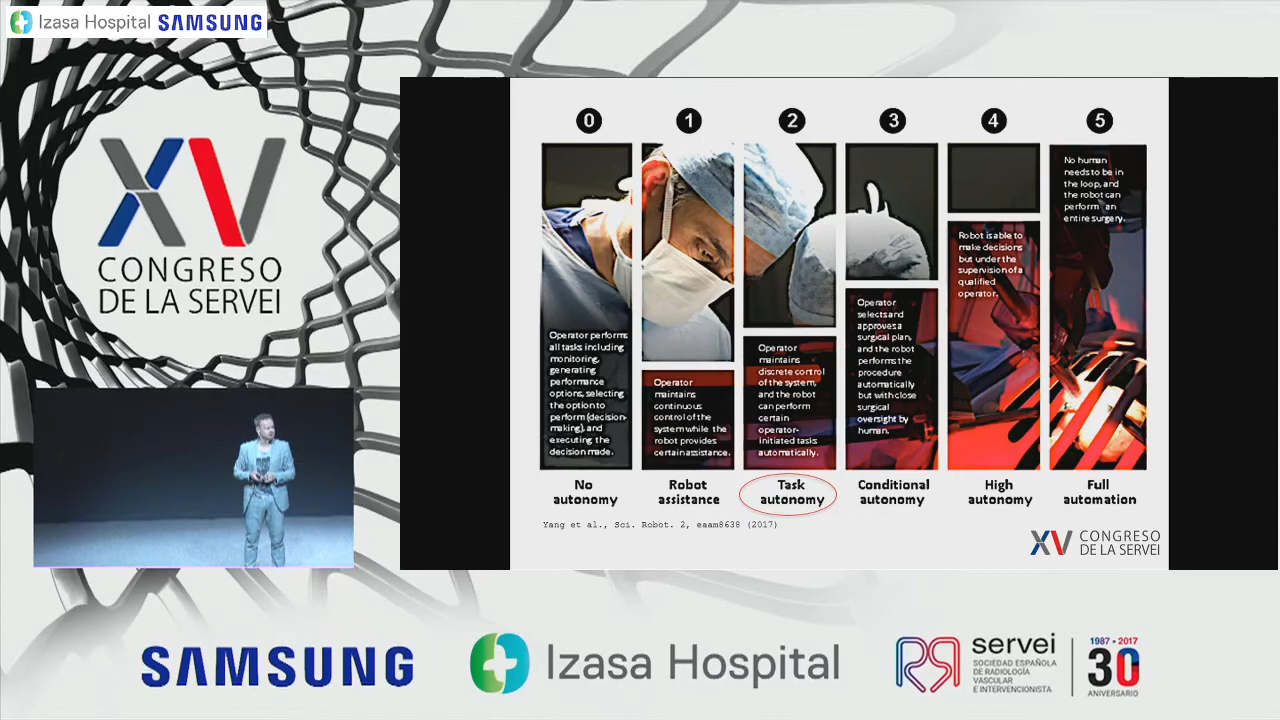 Izasa Hospital SAMSUNG
XV
CONGRESO
DE LA SERVEI
0
1
2
3
4
5
Operator performs
all tasks including
monitoring,
generating
performance
options, selecting
the option to
perform (decision-
making), and
executing the
decision made.
Operator
maintains
continuous
control of the
system while the
robot provides
certain assistance.
Operator
maintains
discrete control
of the system,
and the robot
can perform
certain
operator-
initiated tasks
automatically.
Operator
selects and
approves a
surgical plan,
and the robot
performs the
procedure
automatically
but with close
surgical
oversight by
human.
Robot is able to
make decisions
but under the
supervision of a
qualified
operator.
No human
needs to be in
the loop, and
the robot can
perform an
entire surgery.
No
autonomy
Robot
assistance
Task
autonomy
Conditional
autonomy
High
autonomy
Full
automation
Yang et al., Sci. Robot. 2, eaam8638 (2017)
XV CONGRESO
DE LA SERVEI
SAMSUNG
Izasa Hospital
servei
SOCIEDAD ESPAÑOLA
DE RADIOLOGÍA
VASCULAR
E INTERVENCIONISTA
1987 • 2017
30
ANIVERSARIO